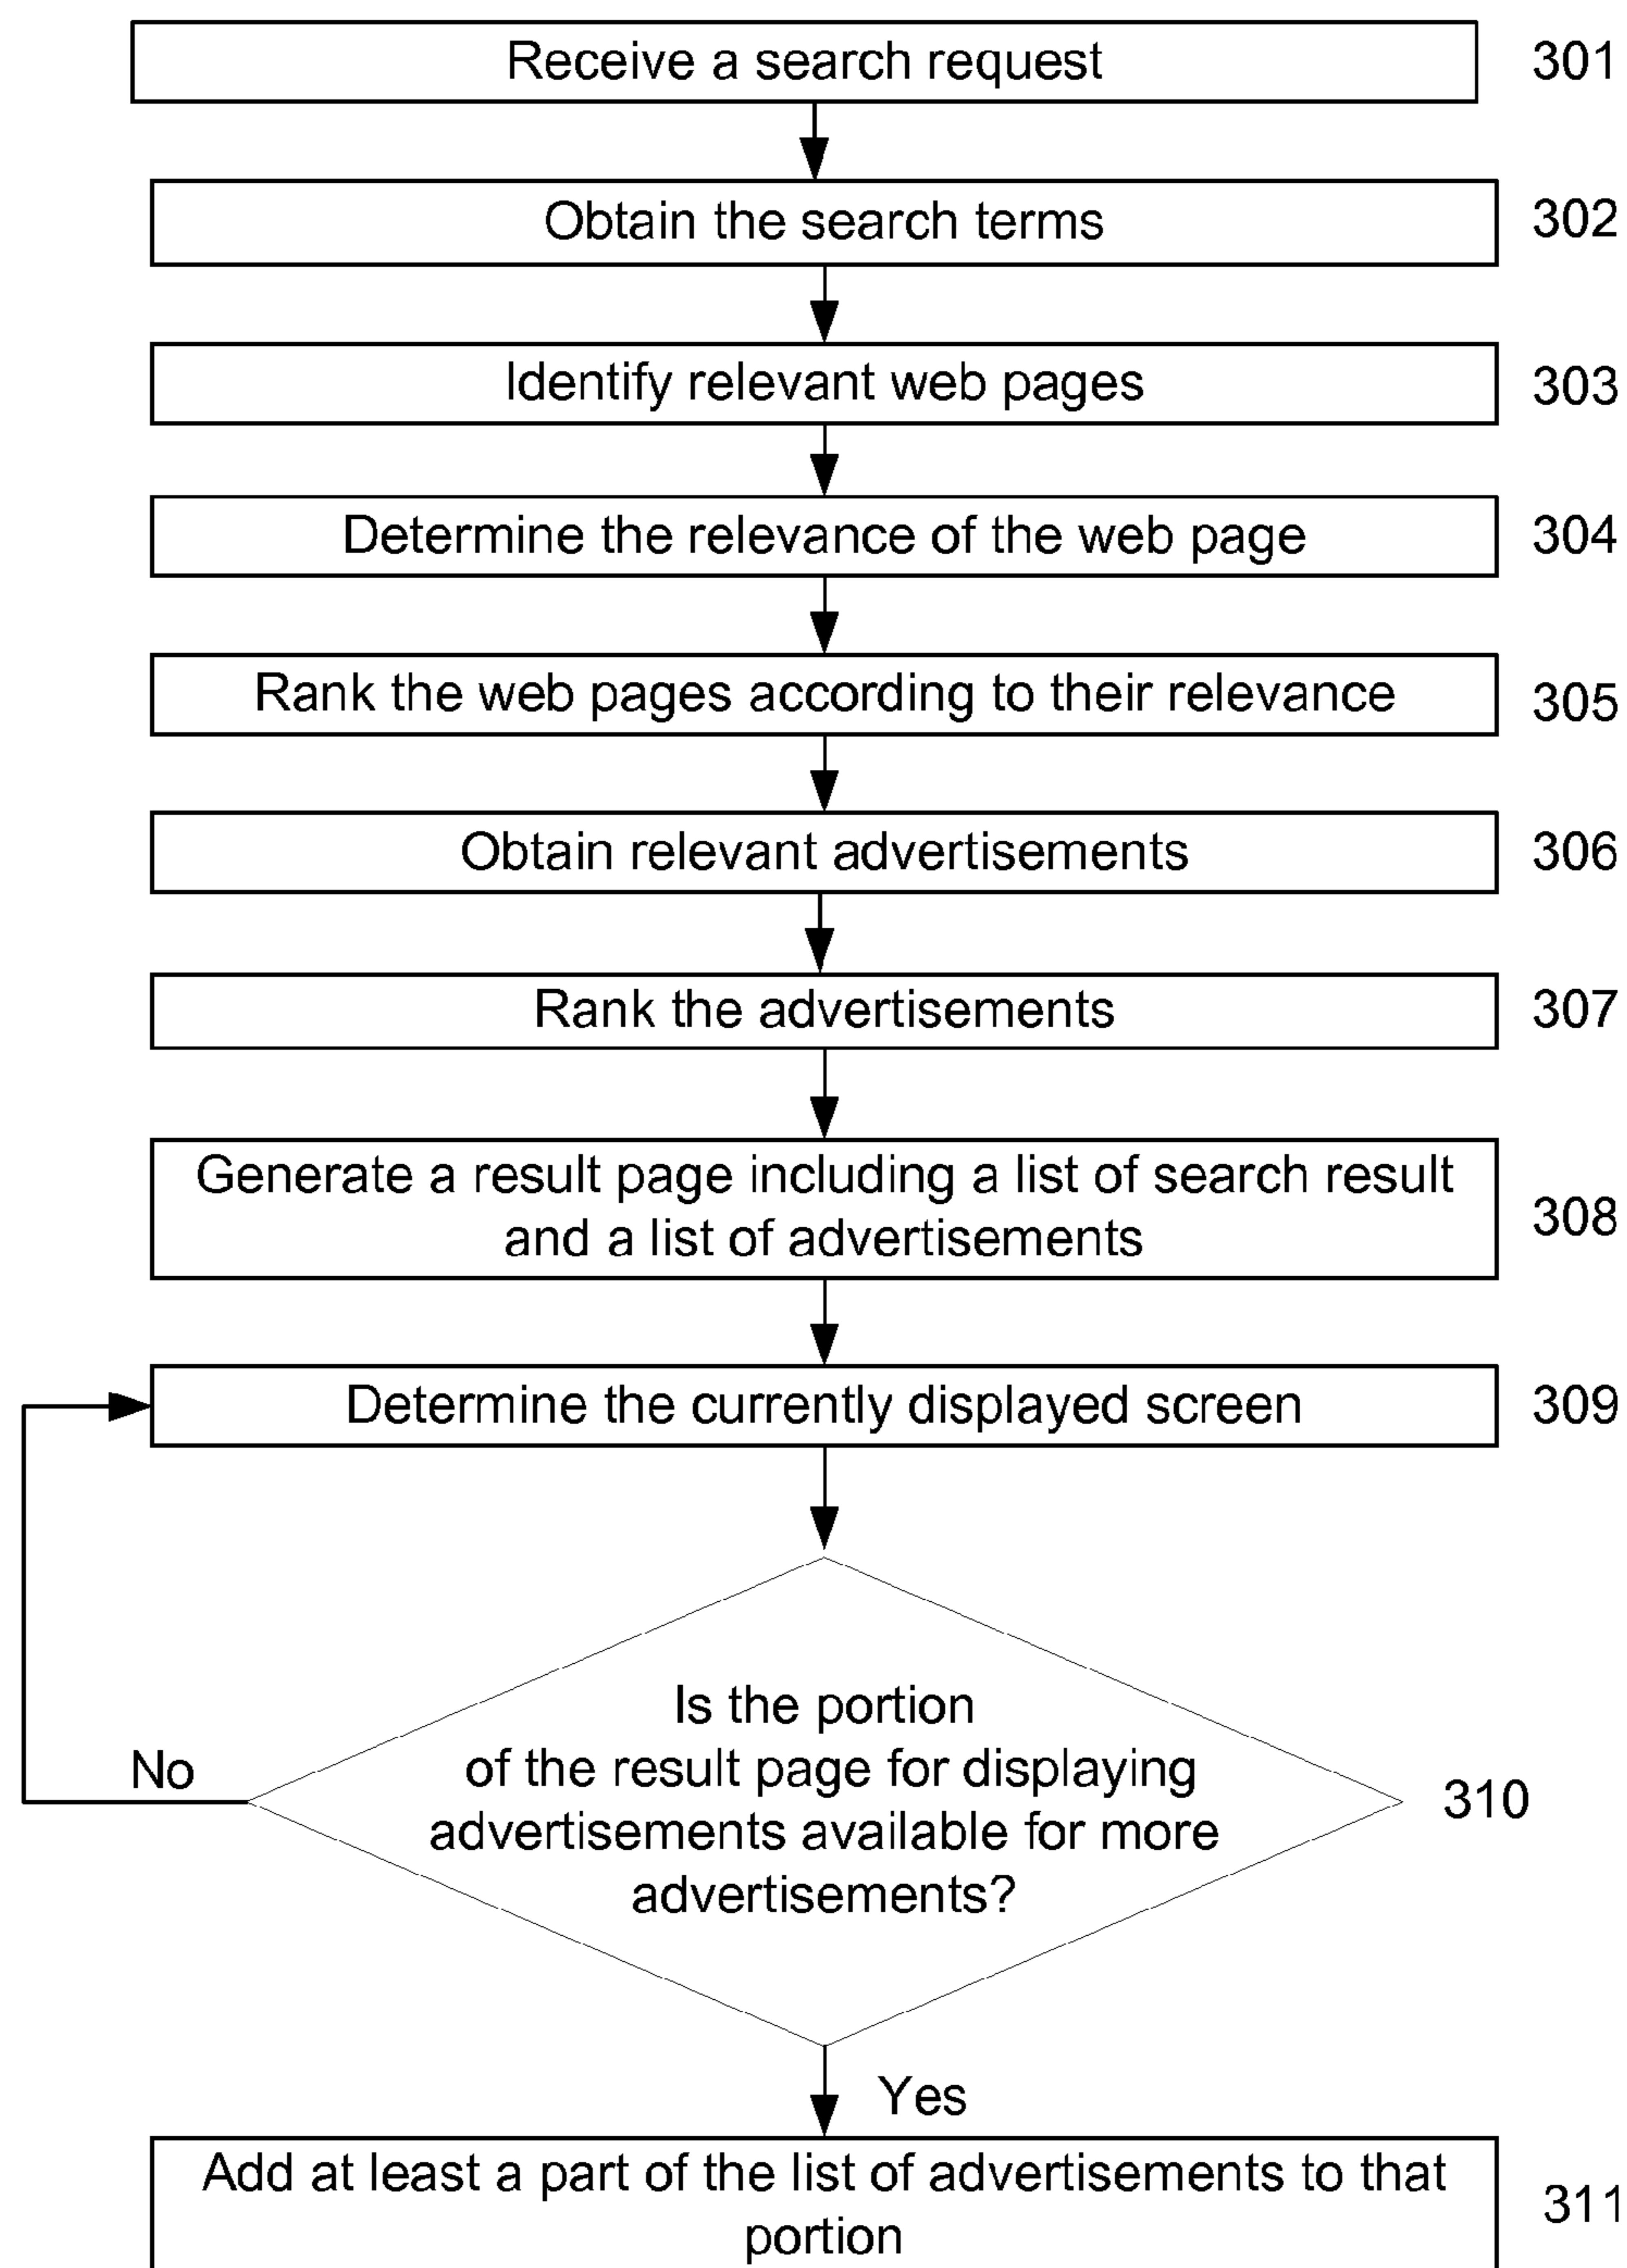 Receive a search request
301
Obtain the search terms
302
Identify relevant web pages
303
Determine the relevance of the web page
304
Rank the web pages according to their relevance
305
Obtain relevant advertisements
306
Rank the advertisements
307
Generate a result page including a list of search result
and a list of advertisements
308
Determine the currently displayed screen
309
Is the portion
of the result page for displaying
advertisements available for more
advertisements?
310
No
Yes
Add at least a part of the list of advertisements to that
portion
311